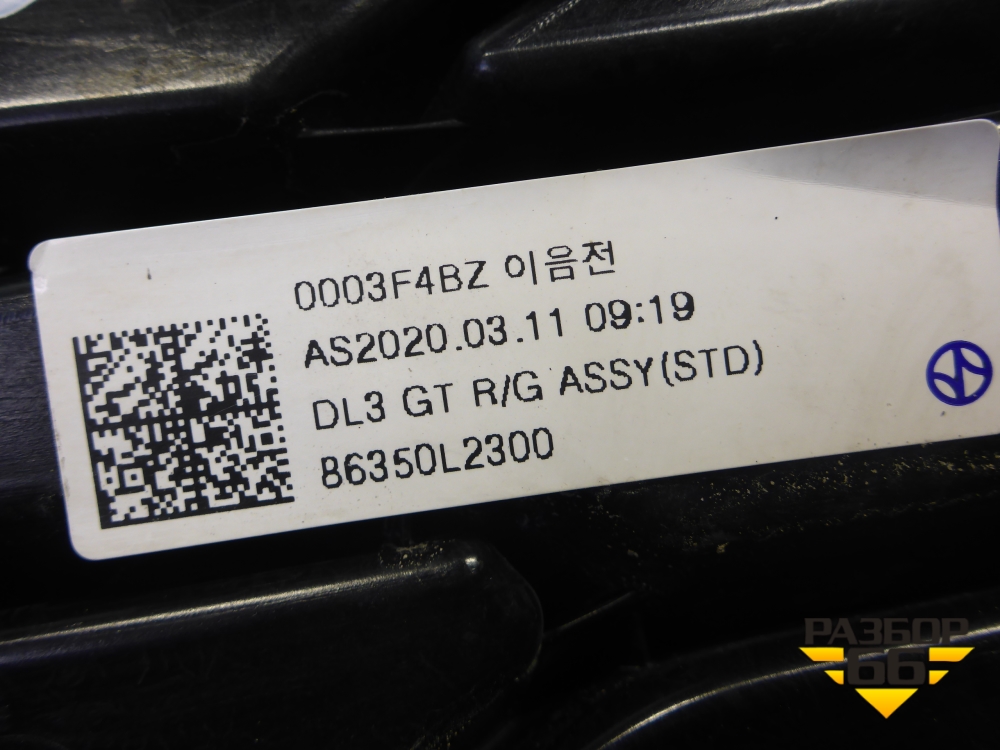 0003F4BZ 이음전
AS2020.03.11 09:19
DL3 GT R/G ASSY(STD)
86350L2300
РАЗБОР
66